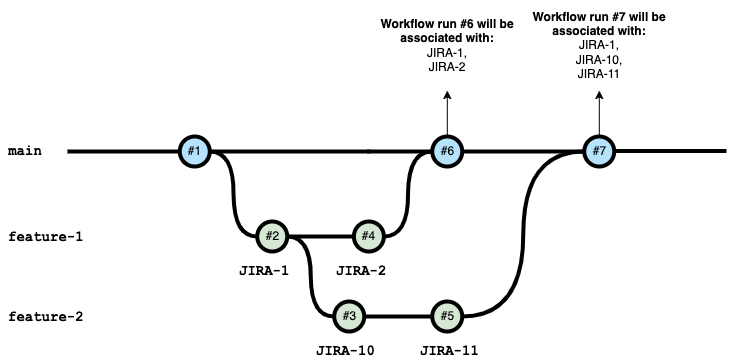 Workflow run #6 will be
associated with:
JIRA-1,
JIRA-2
Workflow run #7 will be
associated with:
JIRA-1,
JIRA-10,
JIRA-11
main
#1
#6
#7
feature-1
#2
#4
JIRA-1
JIRA-2
feature-2
#3
#5
JIRA-10
JIRA-11